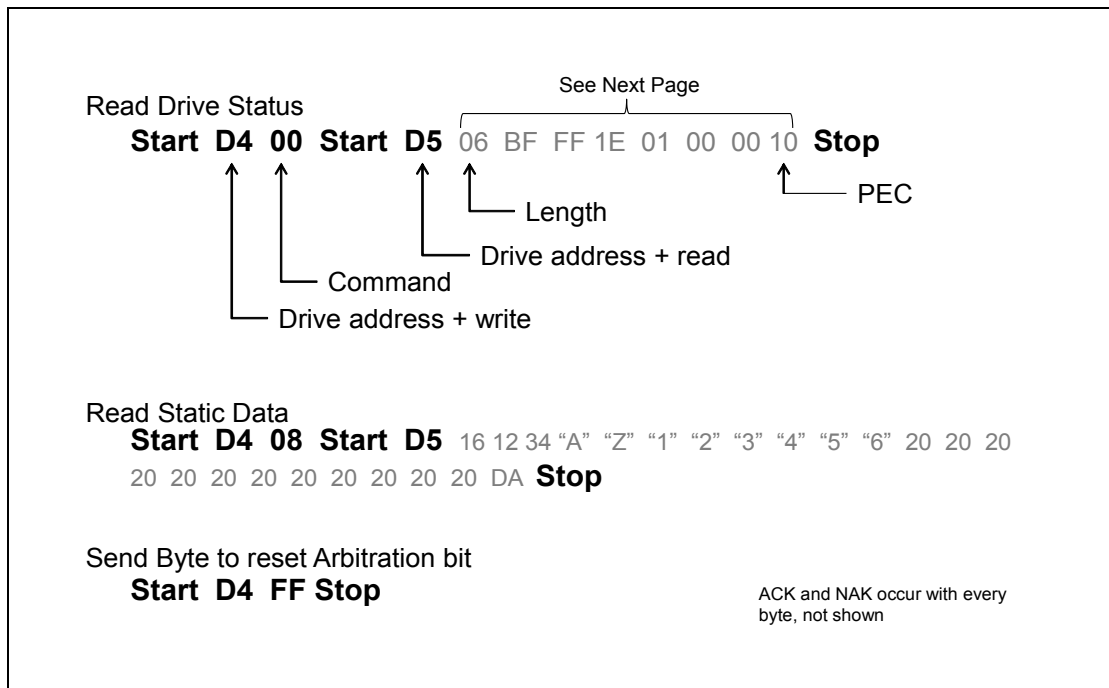 See Next Page
Read Drive Status
Start D4 00 Start D5 06 BF FF 1E 01 00 00 10 Stop
PEC
Length
Drive address + read
Command
Drive address + write
Read Static Data
Start D4 08 Start D5 16 12 34 “A” “Z” “1” “2” “3” “4” “5” “6” 20 20 20
20 20 20 20 20 20 20 20 20 DA Stop
Send Byte to reset Arbitration bit
Start D4 FF Stop
ACK and NAK occur with every
byte, not shown